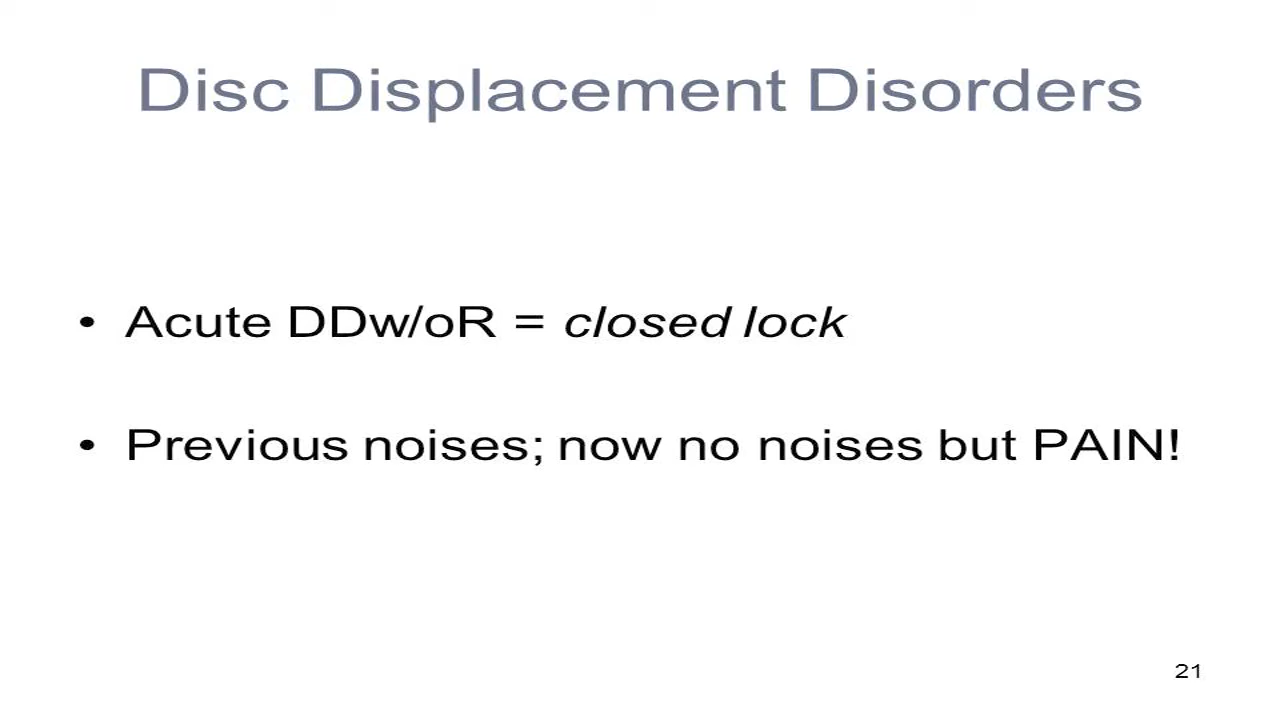 Disc Displacement Disorders
• Acute DDw/oR = closed lock
• Previous noises; now no noises but PAIN!
21